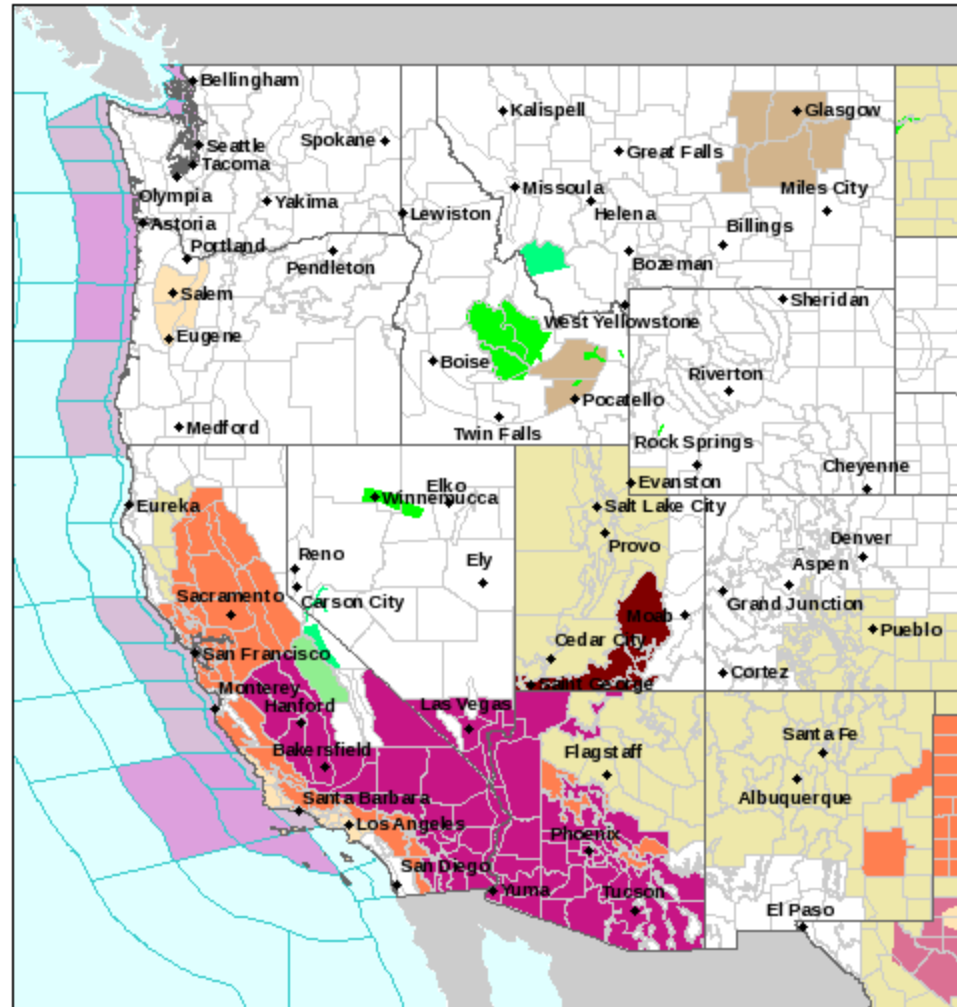 Bellingham
Kalispell
Glasgow
Seattle
Spokane
Great Falls
Tacoma
Olympia
Missoula
Miles City
Yakima
Helena
Lewiston
Astoria
Billings
Portland
Bozeman
Pendleton
Salem
Sheridan
West Yellowstone
Eugene
Boise
Riverton
Pocatello
Medford
Twin Falls
Rock Springs
Cheyenne
Elko
Evanston
Winnemucca
Eureka
Salt Lake City
Provo
Denver
Reno
Ely
Aspen
Sacramento
Carson City
Grand Junction
Moab
Pueblo
Cedar City
San Francisco
Cortez
Saint George
Monterey
Hanford
Las Vegas
Santa Fe
Bakersfield
Flagstaff
Albuquerque
Santa Barbara
Los Angeles
Phoenix
San Diego
Yuma
Tucson
El Paso